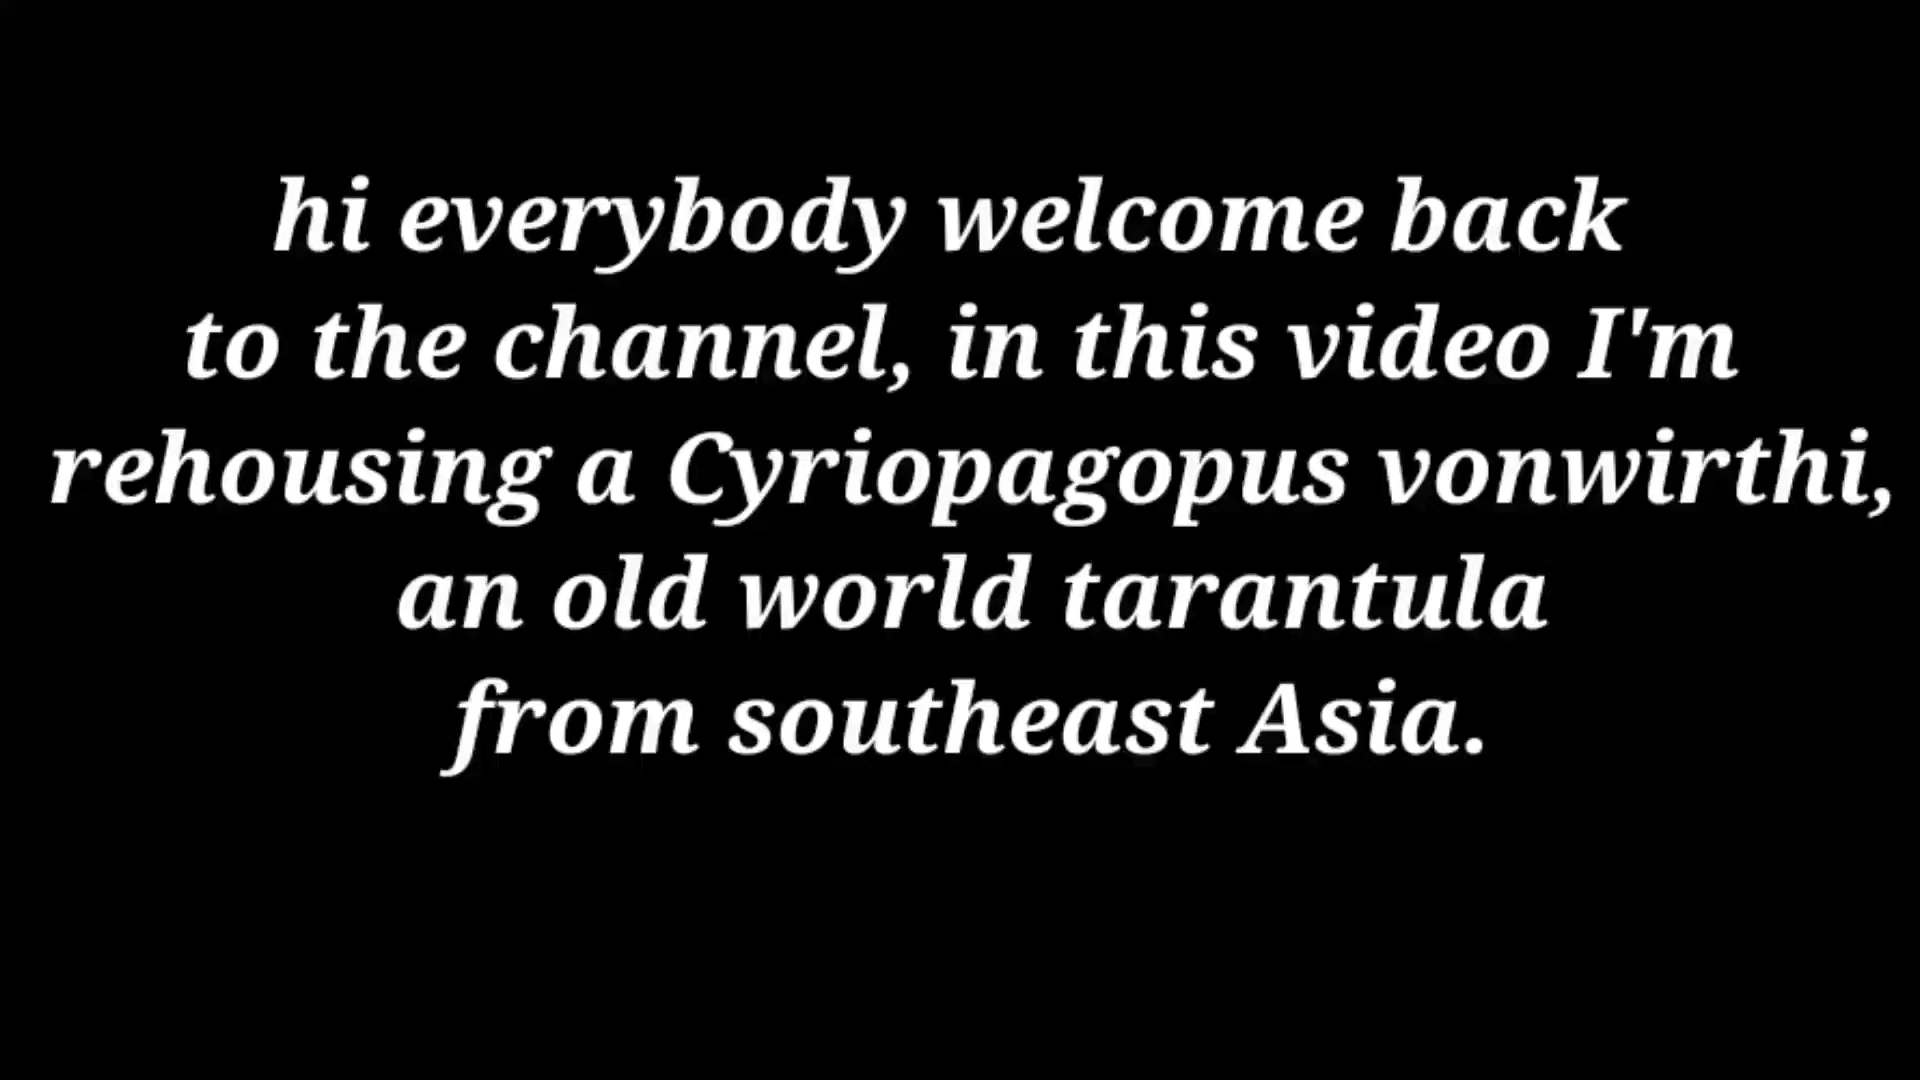 hi everybody welcome back
to the channel, in this video I'm
rehousing a Cyriopagopus vonwirthi,
an old world tarantula
from southeast Asia.